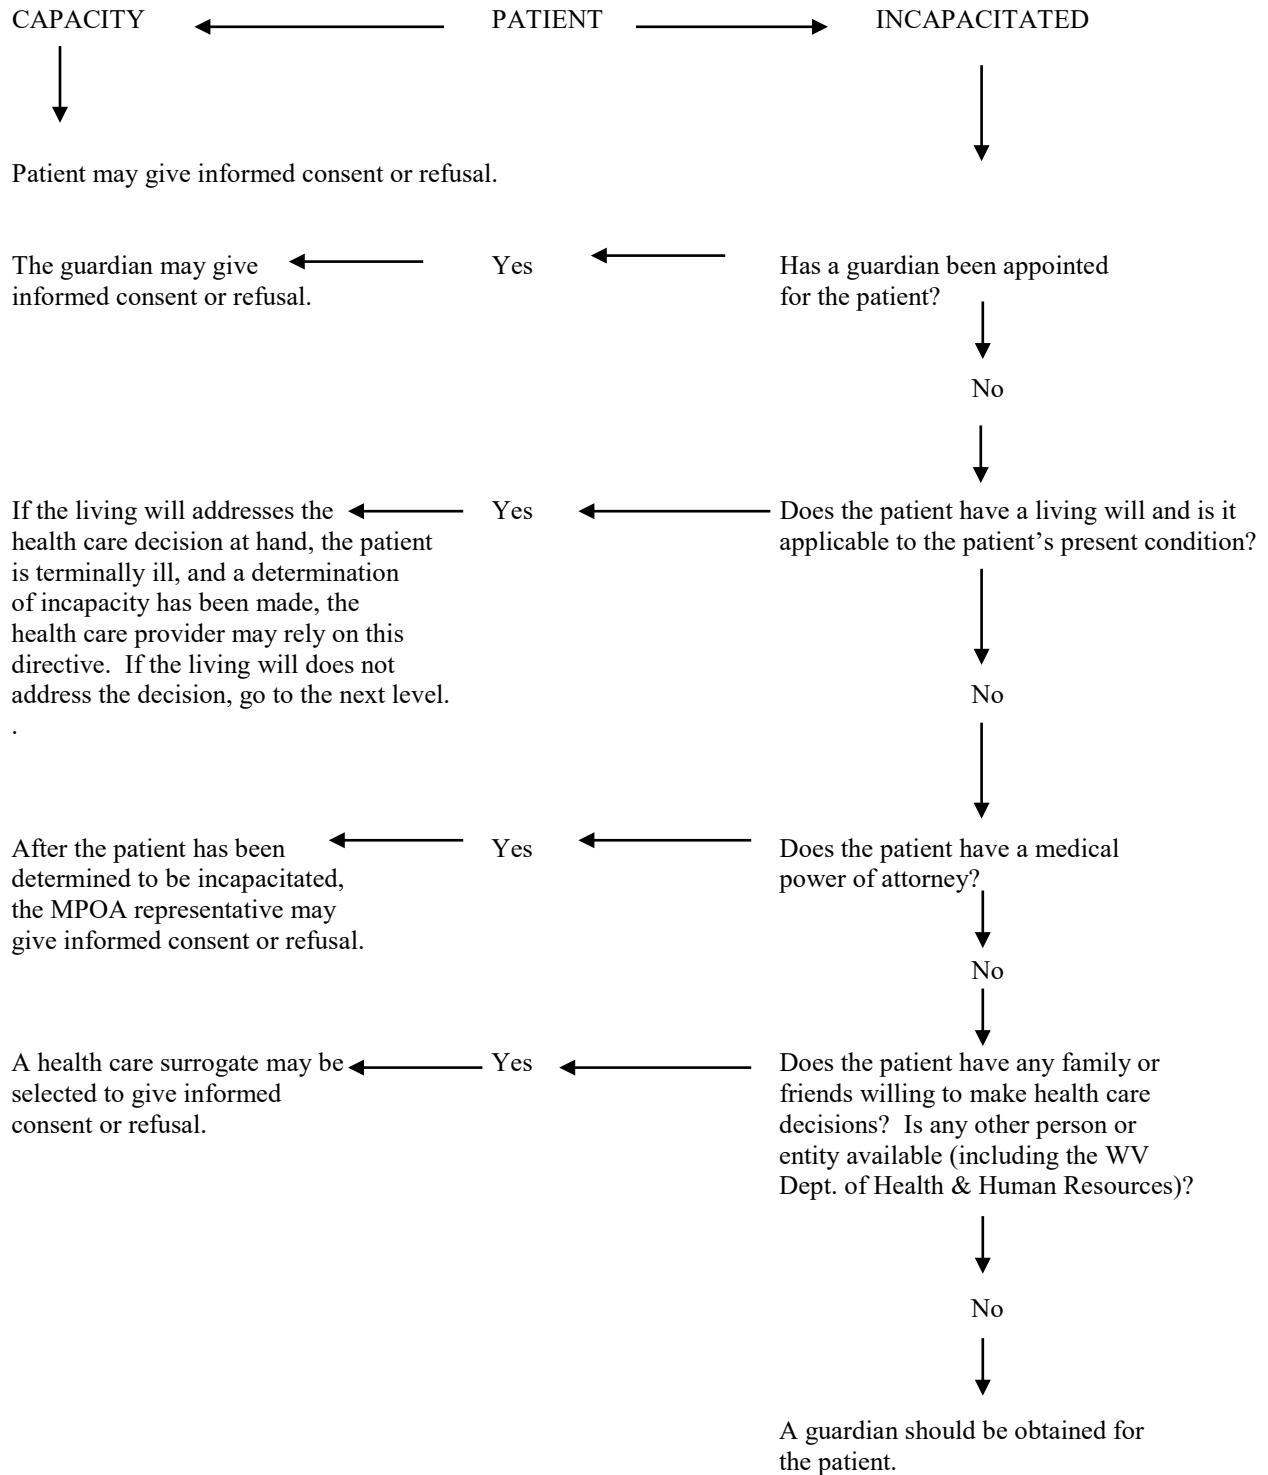 CAPACITY PATIENT INCAPACITATED
Patient may give informed consent or refusal.
The guardian may give
informed consent or refusal.
Yes
Has a guardian been appointed
for the patient?
No
If the living will addresses the
health care decision at hand, the patient
is terminally ill, and a determination
of incapacity has been made, the
health care provider may rely on this
directive.  If the living will does not
address the decision, go to the next level.
.
Yes
Does the patient have a living will and is it
applicable to the patient’s present condition?
No
After the patient has been
determined to be incapacitated,
the MPOA representative may
give informed consent or refusal.
Yes
Does the patient have a medical
power of attorney?
No
A health care surrogate may be
selected to give informed
consent or refusal.
Yes
Does the patient have any family or
friends willing to make health care
decisions?  Is any other person or
entity available (including the WV
Dept. of Health & Human Resources)?
No
A guardian should be obtained for
the patient.